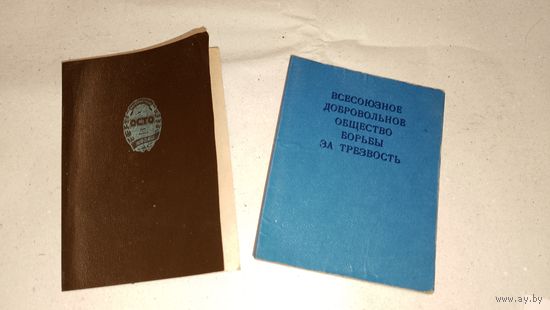 ОСТО
ВСЕСОЮЗНОЕ
ДОБРОВОЛЬНОЕ
ОБЩЕСТВО
БОРЬБЫ
ЗА ТРЕЗВОСТЬ
www.ay.by